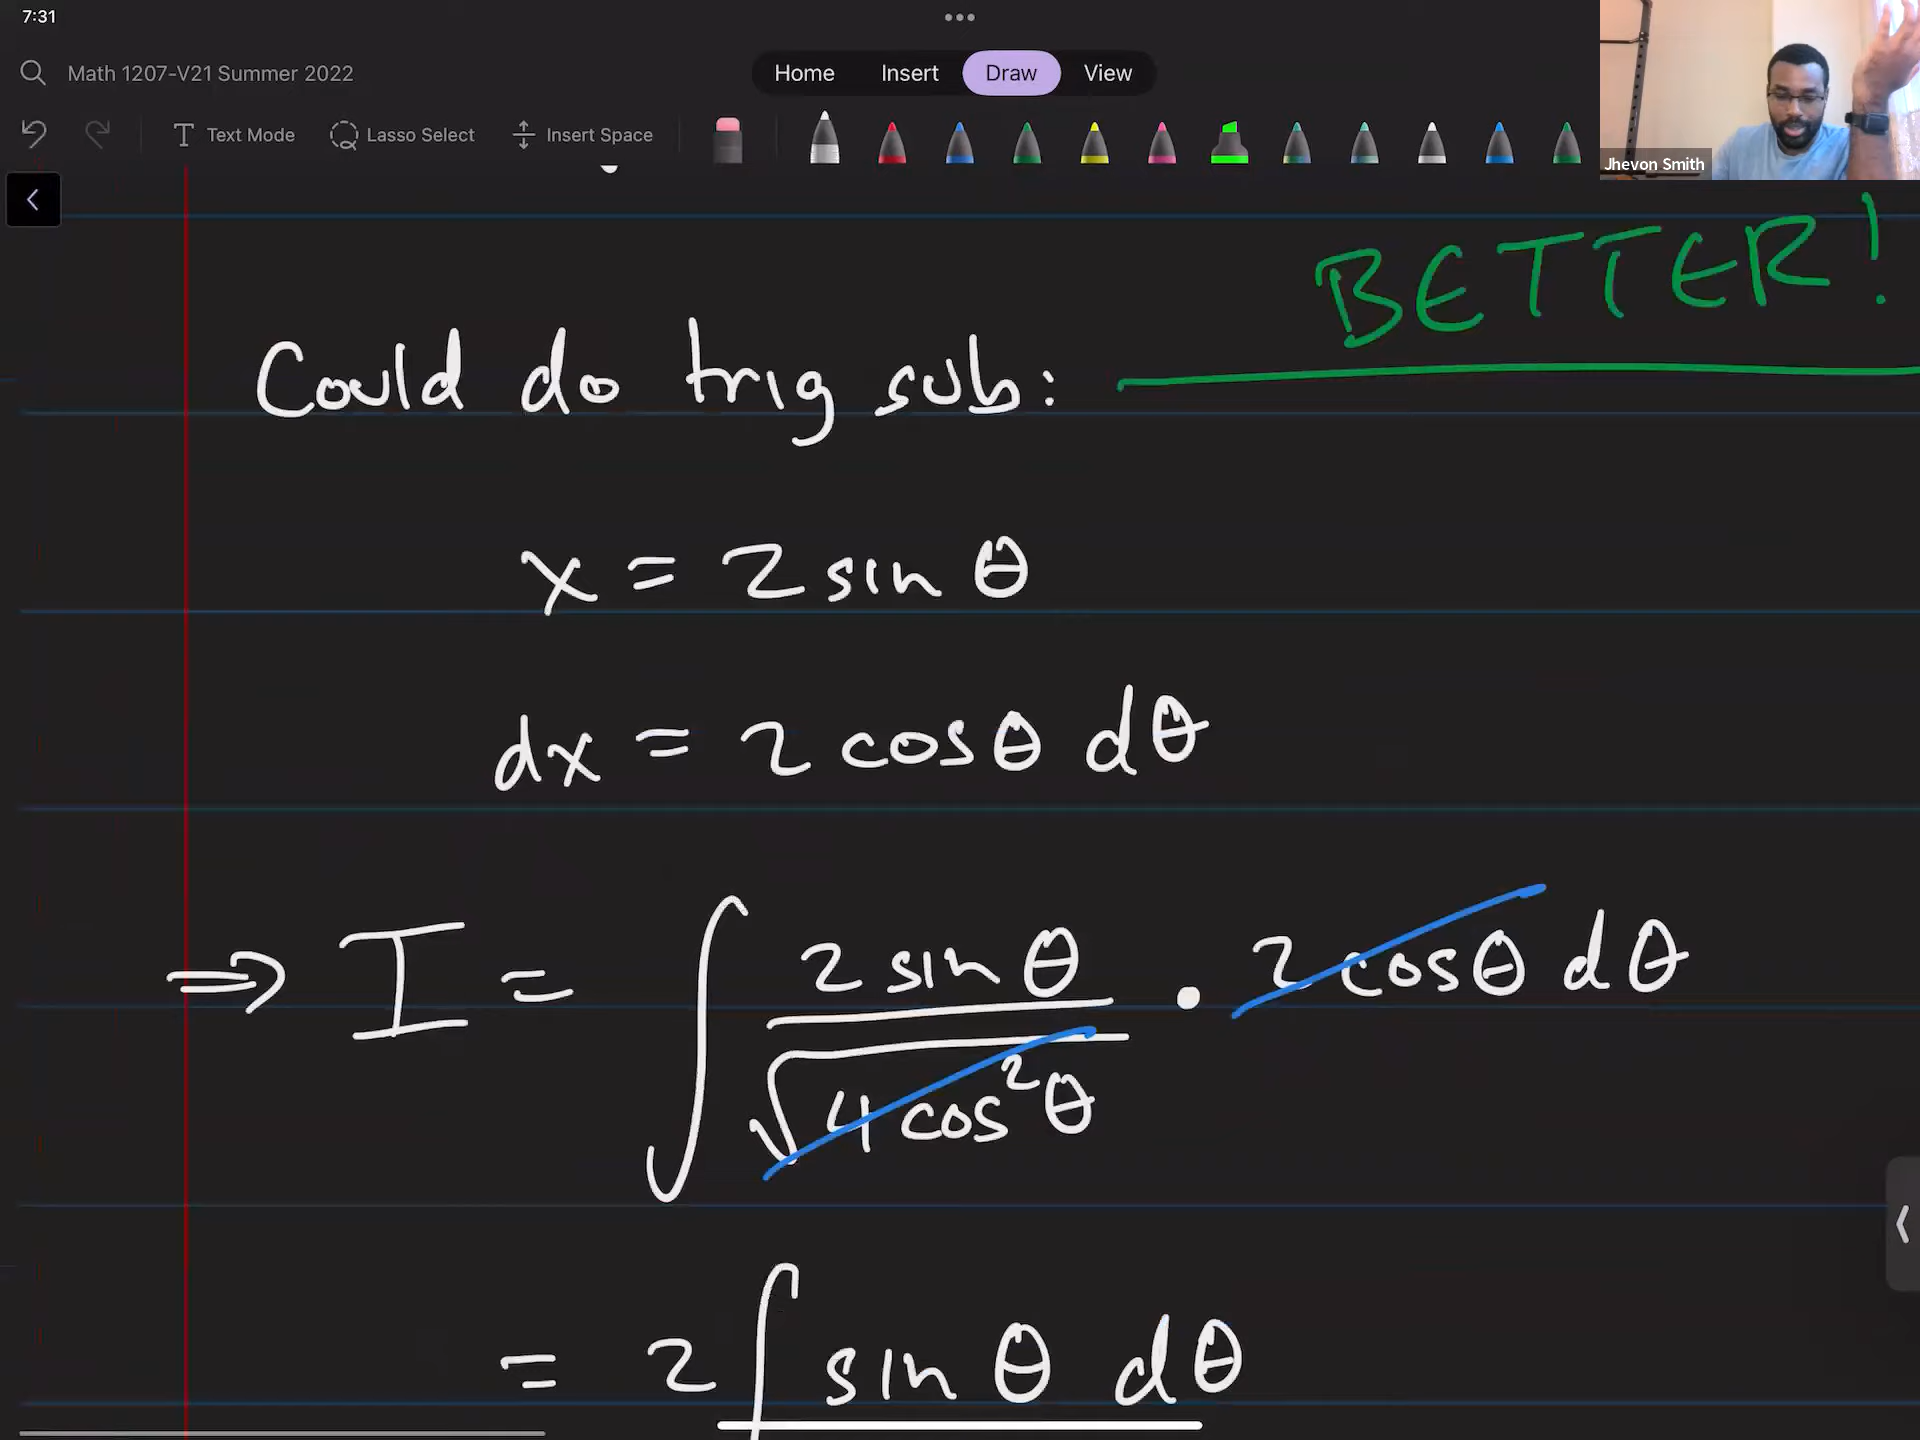 7:31
Math 1207-V21 Summer 2022
Home Insert Draw View
Text Mode Lasso Select Insert Space
Jhevon Smith
BETTER!
Could do trig sub:
x = 2 sin θ
dx = 2 cos θ dθ
⇒ I = ∫ 2 sin θ / √(4 cos²θ) • 2 cos θ dθ
= 2 ∫ sin θ dθ